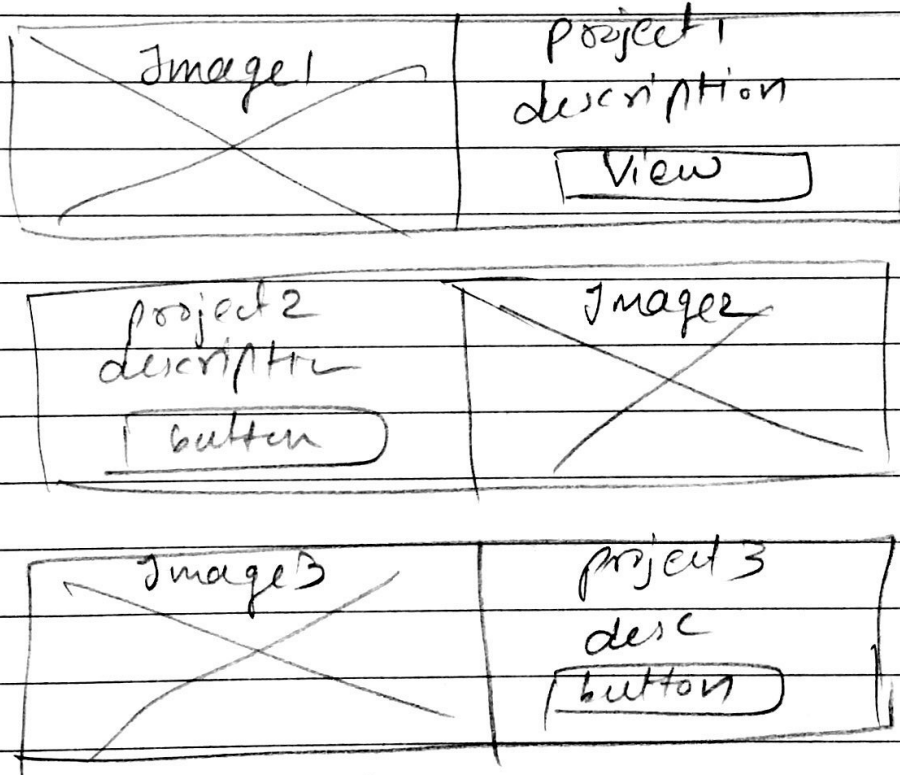 Image1
project1
description
View
project2
description
button
Image2
Image3
project3
desc
button